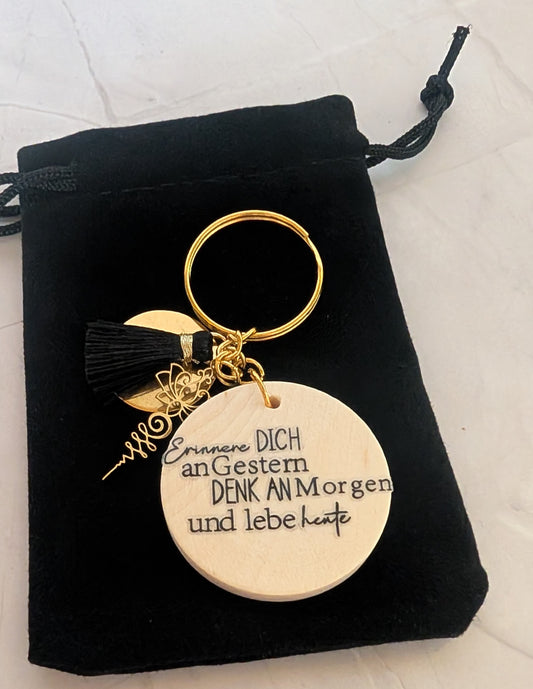 Erinnere DICH
an Gestern
DENK AN Morgen
und lebe heute